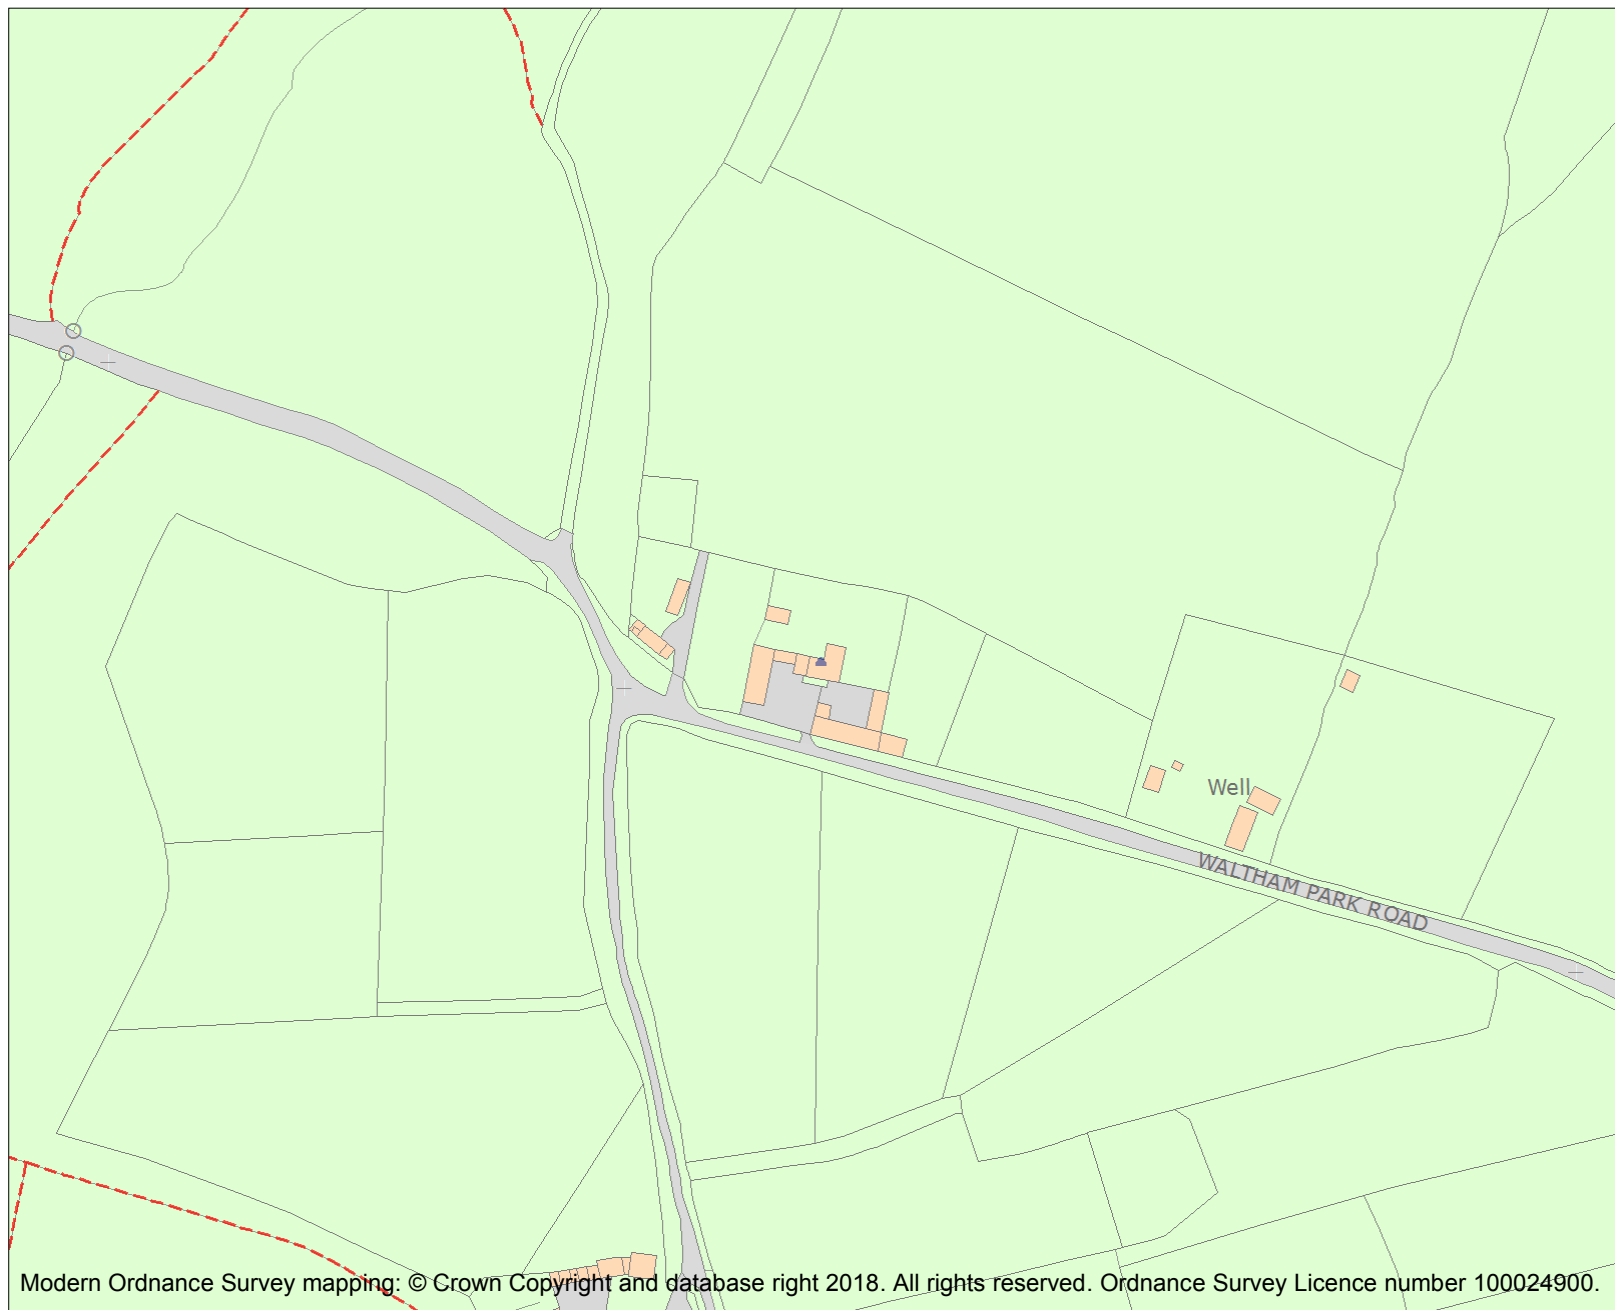 Well
WALTHAM PARK ROAD
Modern Ordnance Survey mapping: © Crown Copyright and database right 2018. All rights reserved. Ordnance Survey Licence number 100024900.